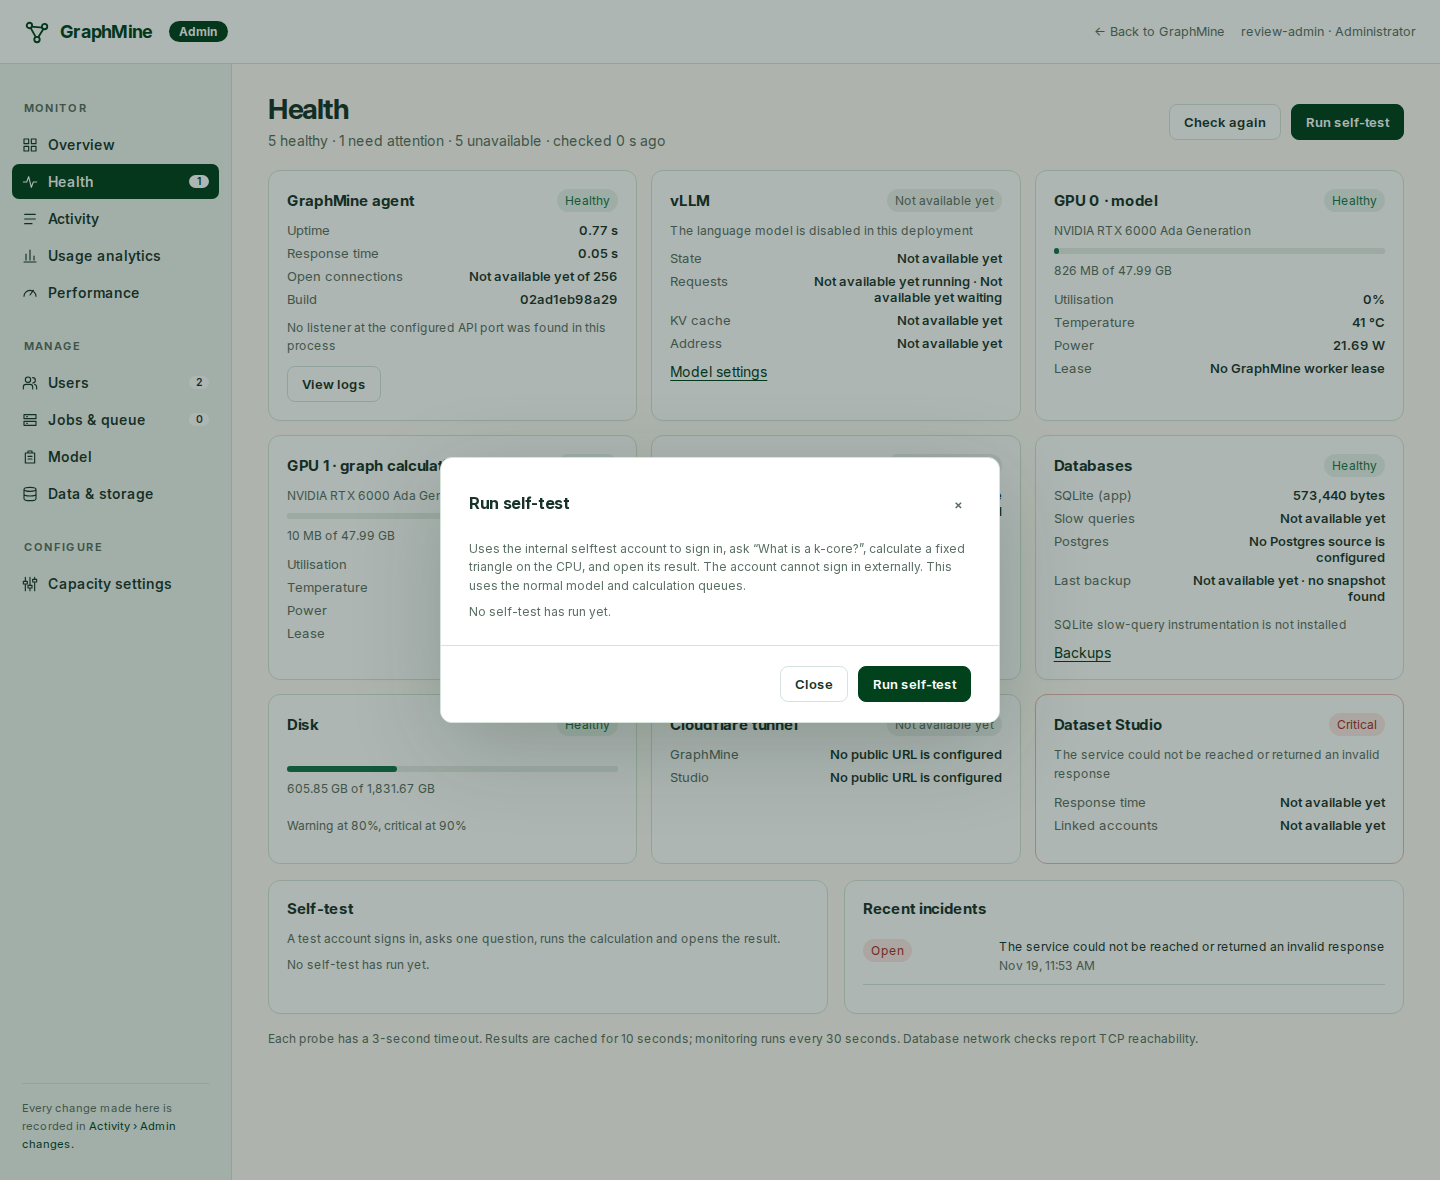 GraphMine Admin
← Back to GraphMine review-admin · Administrator
MONITOR
Overview
Health 1
Activity
Usage analytics
Performance
MANAGE
Users 2
Jobs & queue 0
Model
Data & storage
CONFIGURE
Capacity settings
Every change made here is
recorded in Activity › Admin
changes.
Health
5 healthy · 1 need attention · 5 unavailable · checked 0 s ago
Check again
Run self-test
GraphMine agent Healthy
Uptime 0.77 s
Response time 0.05 s
Open connections Not available yet of 256
Build 02ad1eb98a29
No listener at the configured API port was found in this
process
View logs
vLLM Not available yet
The language model is disabled in this deployment
State Not available yet
Requests Not available yet running · Not
available yet waiting
KV cache Not available yet
Address Not available yet
Model settings
GPU 0 · model Healthy
NVIDIA RTX 6000 Ada Generation
826 MB of 47.99 GB
Utilisation 0%
Temperature 41 °C
Power 21.69 W
Lease No GraphMine worker lease
GPU 1 · graph calculat
NVIDIA RTX 6000 Ada Ger
10 MB of 47.99 GB
Utilisation
Temperature
Power
Lease
Run self-test ×
Uses the internal selftest account to sign in, ask “What is a k-core?”, calculate a fixed
triangle on the CPU, and open its result. The account cannot sign in externally. This
uses the normal model and calculation queues.
No self-test has run yet.
Close
Run self-test
Databases Healthy
SQLite (app) 573,440 bytes
Slow queries Not available yet
Postgres No Postgres source is
configured
Last backup Not available yet · no snapshot
found
SQLite slow-query instrumentation is not installed
Backups
Disk Healthy
605.85 GB of 1,831.67 GB
Warning at 80%, critical at 90%
Cloudflare tunnel Not available yet
GraphMine No public URL is configured
Studio No public URL is configured
Dataset Studio Critical
The service could not be reached or returned an invalid
response
Response time Not available yet
Linked accounts Not available yet
Self-test
A test account signs in, asks one question, runs the calculation and opens the result.
No self-test has run yet.
Recent incidents
Open The service could not be reached or returned an invalid response
Nov 19, 11:53 AM
Each probe has a 3-second timeout. Results are cached for 10 seconds; monitoring runs every 30 seconds. Database network checks report TCP reachability.